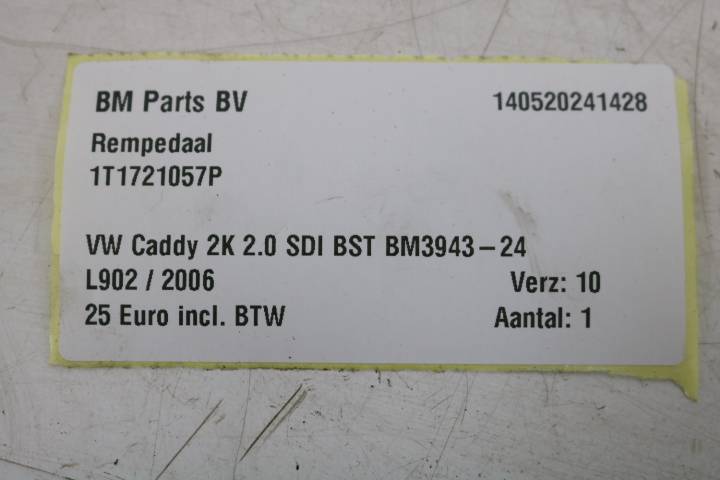 BM Parts BV 140520241428
Rempedaal
1T1721057P
VW Caddy 2K 2.0 SDI BST BM3943-24
L902 / 2006 Verz: 10
25 Euro incl. BTW Aantal: 1